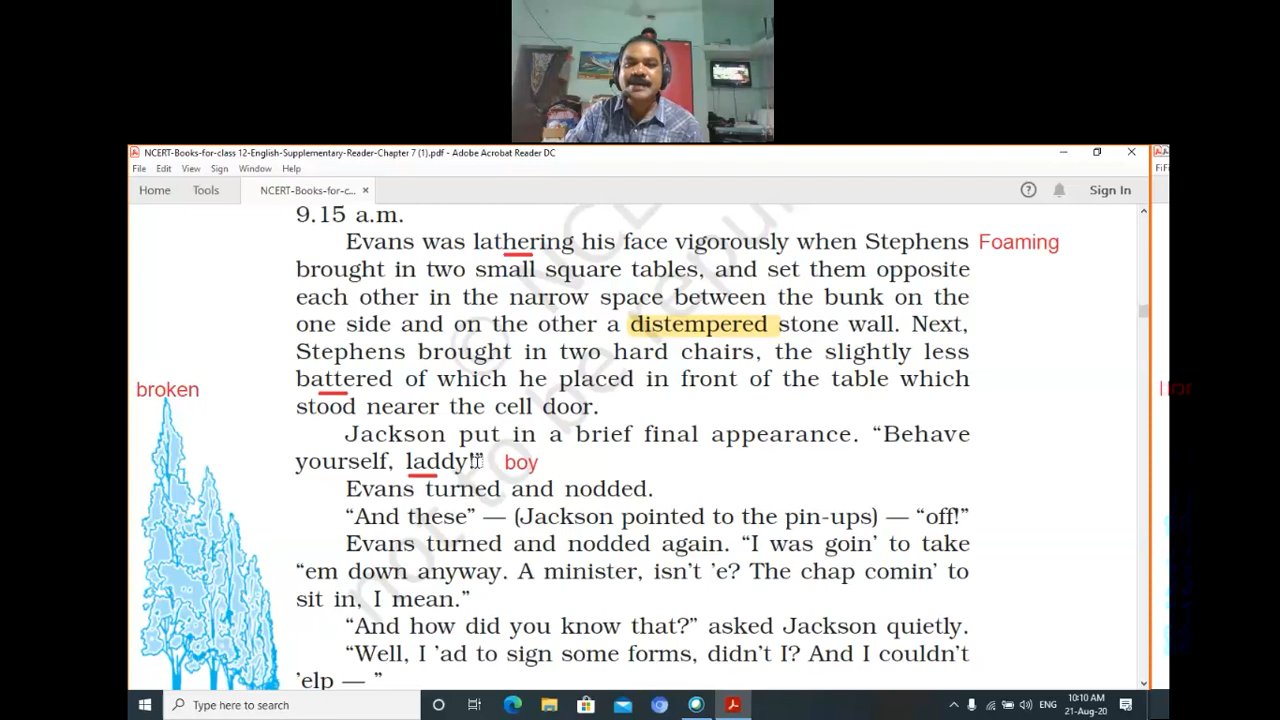 NCERT-Books-for-class 12-English-Supplementary-Reader-Chapter 7 (1).pdf - Adobe Acrobat Reader DC
File Edit View Sign Window Help
Home Tools NCERT-Books-for-c... × Sign In
FiFi
9.15 a.m.
Evans was lathering his face vigorously when Stephens Foaming
brought in two small square tables, and set them opposite
each other in the narrow space between the bunk on the
one side and on the other a distempered stone wall. Next,
Stephens brought in two hard chairs, the slightly less
broken
battered of which he placed in front of the table which
stood nearer the cell door.
Jackson put in a brief final appearance. “Behave
yourself, laddy!” boy
Evans turned and nodded.
“And these” — (Jackson pointed to the pin-ups) — “off!”
Evans turned and nodded again. “I was goin’ to take
“em down anyway. A minister, isn’t ’e? The chap comin’ to
sit in, I mean.”
“And how did you know that?” asked Jackson quietly.
“Well, I ’ad to sign some forms, didn’t I? And I couldn’t
’elp — ”
© NCERT
not to be republ
Type here to search
ENG
10:10 AM
21-Aug-20